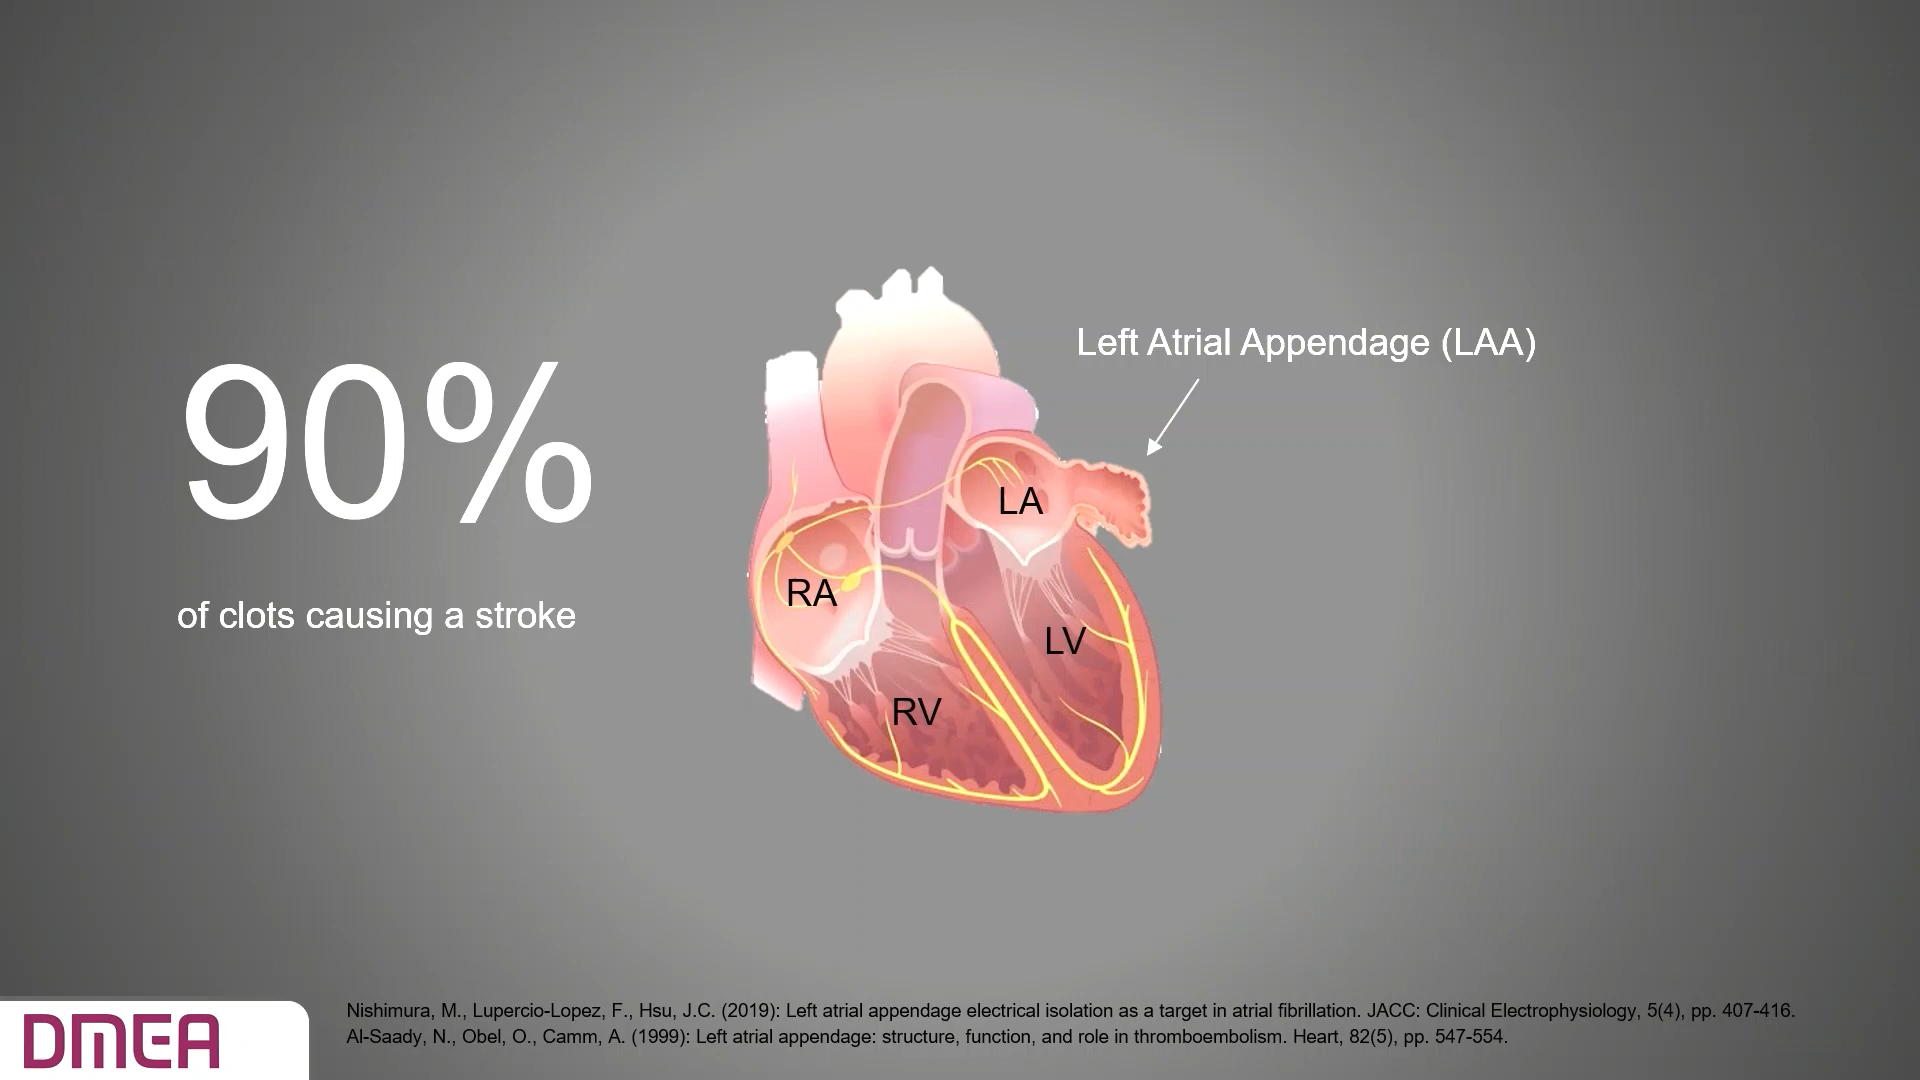 90%
of clots causing a stroke
Left Atrial Appendage (LAA)
LA
RA
LV
RV
DMEA
Nishimura, M., Lupercio-Lopez, F., Hsu, J.C. (2019): Left atrial appendage electrical isolation as a target in atrial fibrillation. JACC: Clinical Electrophysiology, 5(4), pp. 407-416.
Al-Saady, N., Obel, O., Camm, A. (1999): Left atrial appendage: structure, function, and role in thromboembolism. Heart, 82(5), pp. 547-554.